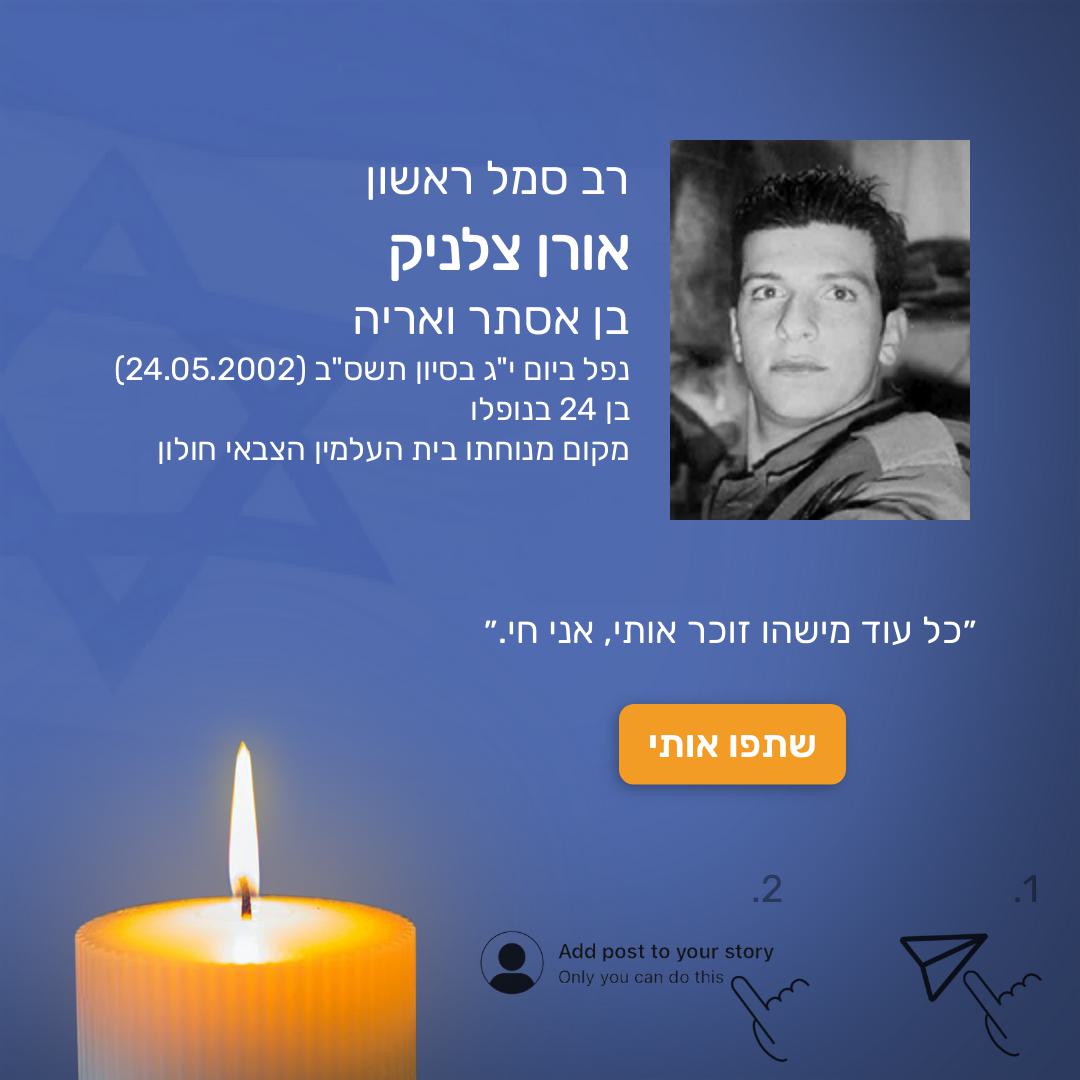 רב סמל ראשון
אורן צלניק
בן אסתר ואריה
נפל ביום י"ג בסיון תשס"ב (24.05.2002)
בן 24 בנופלו
מקום מנוחתו בית העלמין הצבאי חולון
״כל עוד מישהו זוכר אותי, אני חי.״
שתפו אותי
1.
2.
Add post to your story
Only you can do this